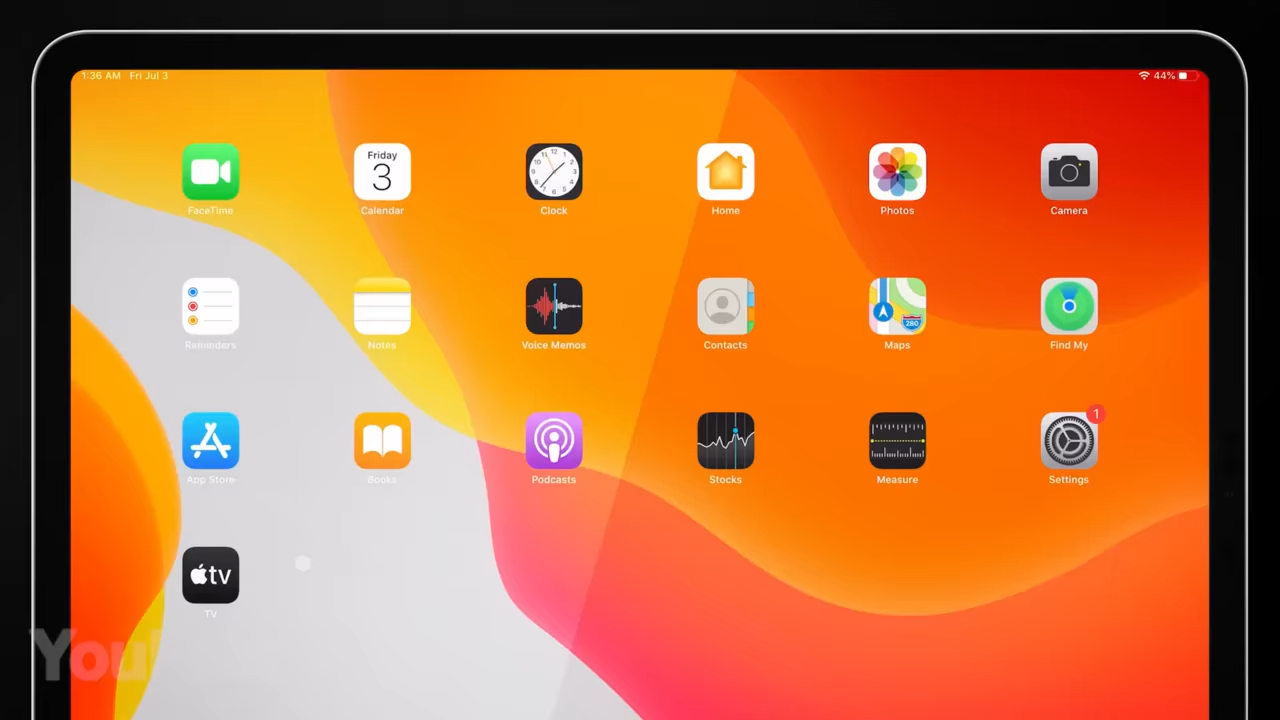 1:36 AM Fri Jul 3
44%
Friday
3
FaceTime
Calendar
Clock
Home
Photos
Camera
280
Reminders
Notes
Voice Memos
Contacts
Maps
Find My
1
App Store
Books
Podcasts
Stocks
Measure
Settings
tv
TV
You